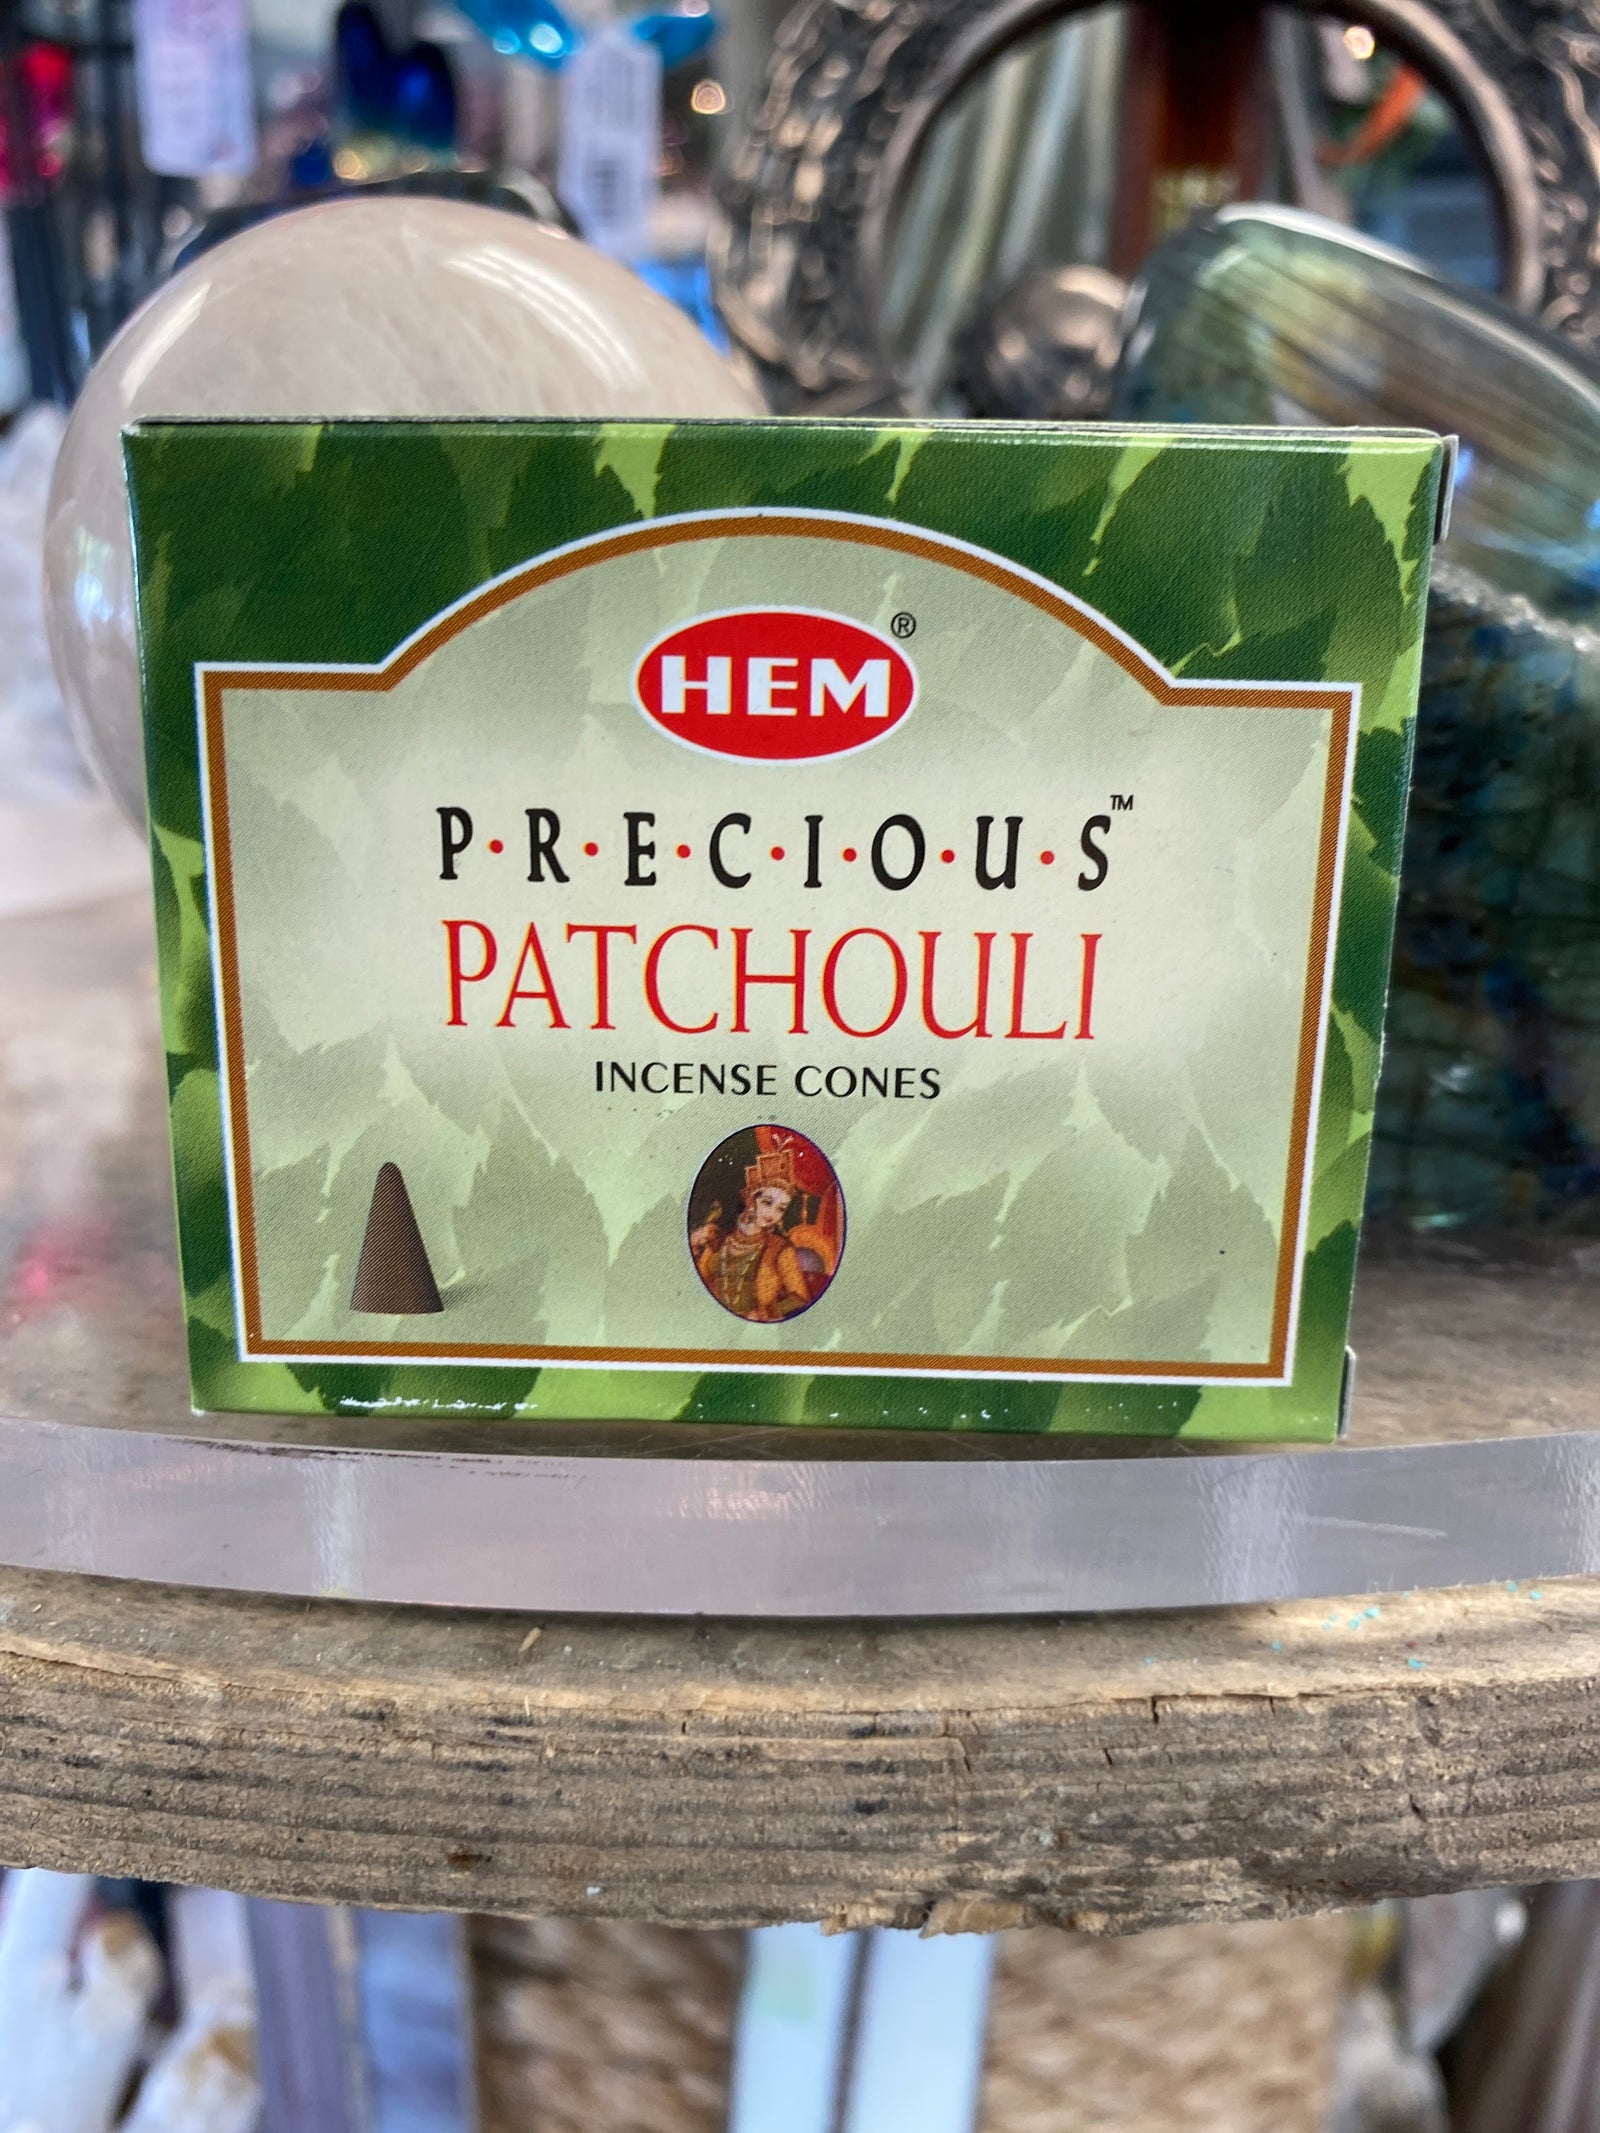 HEM®
P·R·E·C·I·O·U·S™
PATCHOULI
INCENSE CONES